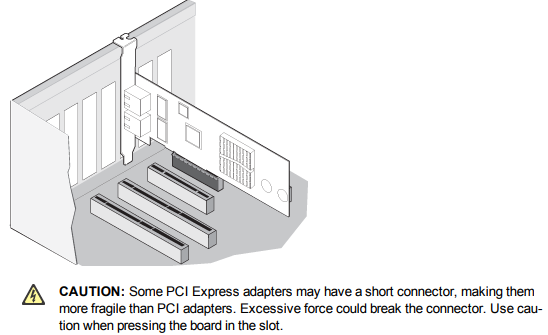 CAUTION: Some PCI Express adapters may have a short connector, making them
more fragile than PCI adapters. Excessive force could break the connector. Use cau-
tion when pressing the board in the slot.